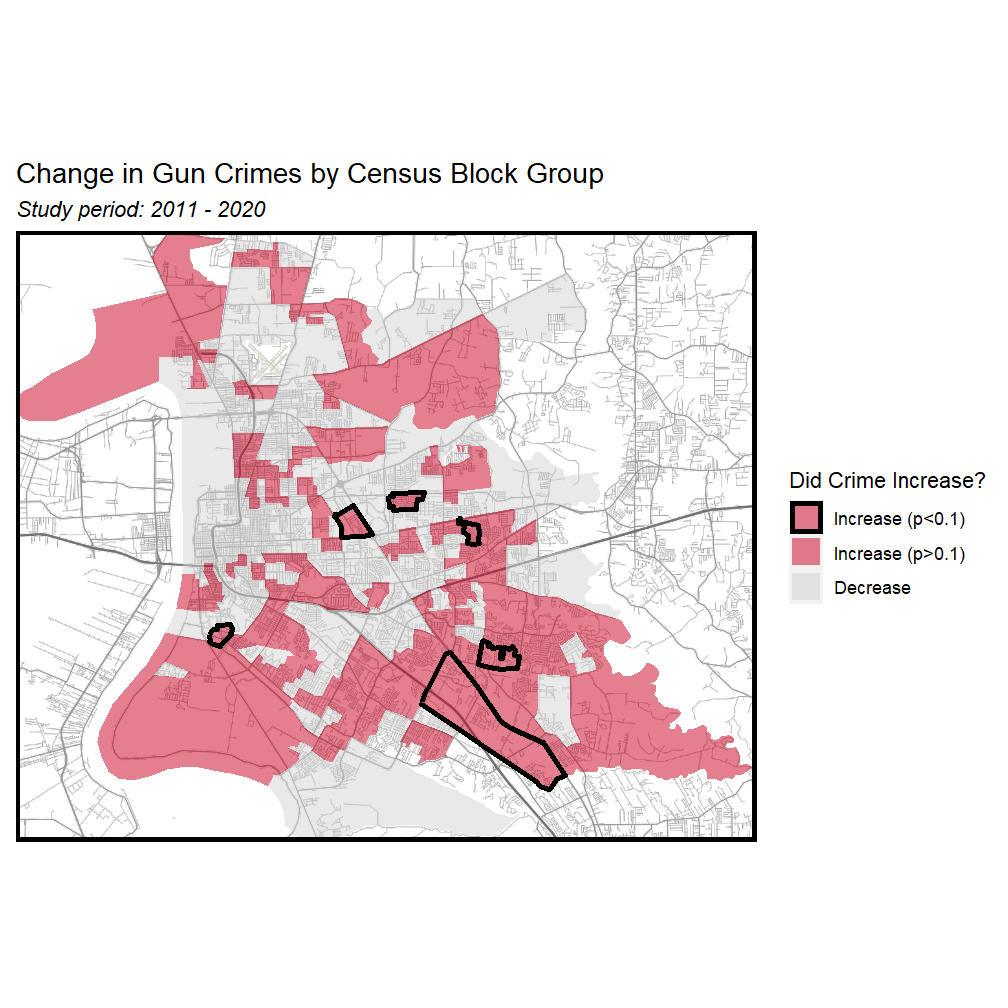 Change in Gun Crimes by Census Block Group
Study period: 2011 - 2020
Did Crime Increase?
Increase (p<0.1)
Increase (p>0.1)
Decrease